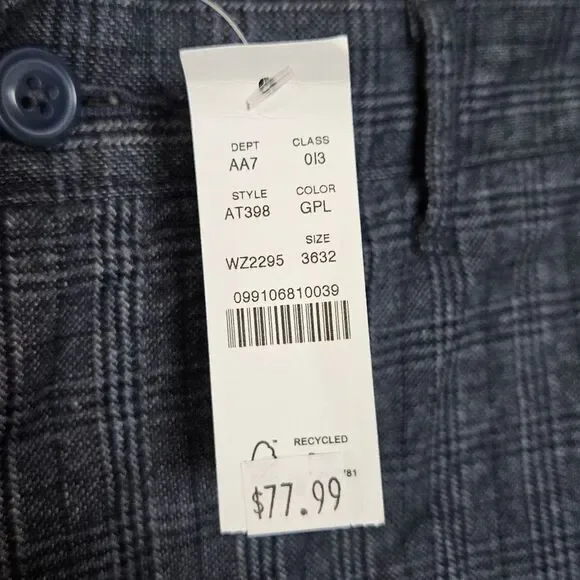 DEPT CLASS
AA7 013
STYLE COLOR
AT398 GPL
SIZE
WZ2295 3632
099106810039
RECYCLED
'81
$77.99